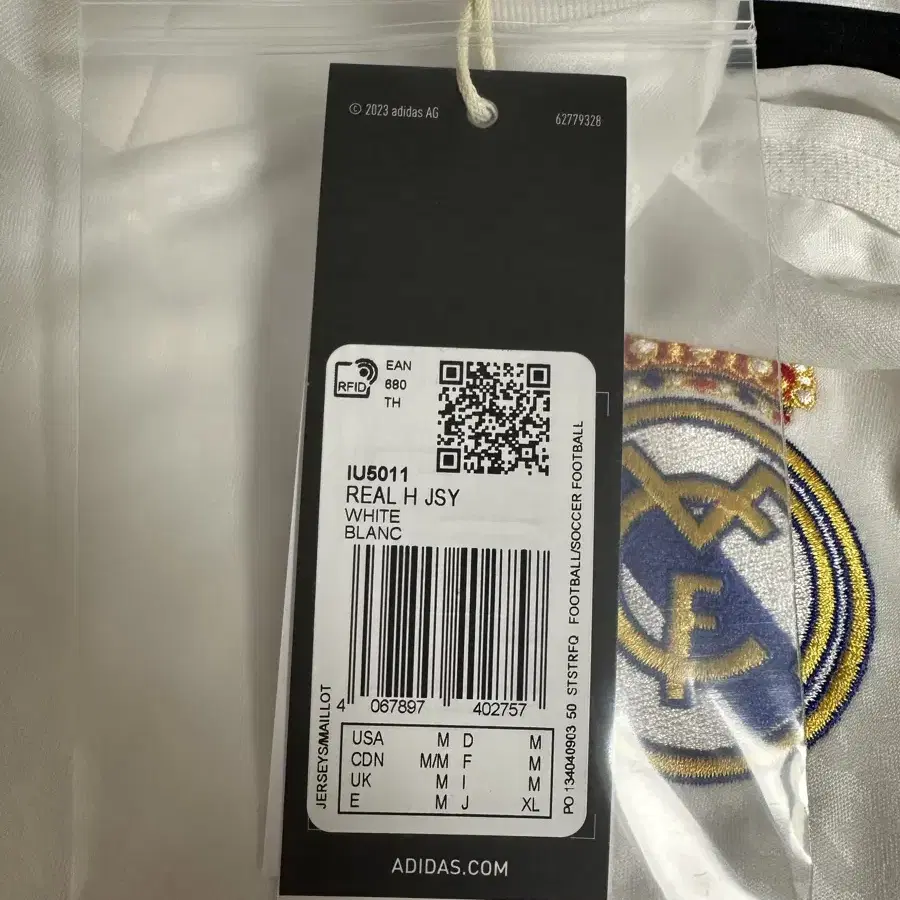 © 2023 adidas AG
62779328
RFID
EAN
680
TH
IU5011
REAL H JSY
WHITE
BLANC
4 067897 402757
JERSEYS/MAILLOT
PO 134040903 50 STSTRFQ FOOTBALL/SOCCER FOOTBALL
USA M D M
CDN M/M F M
UK M I M
E M J XL
ADIDAS.COM